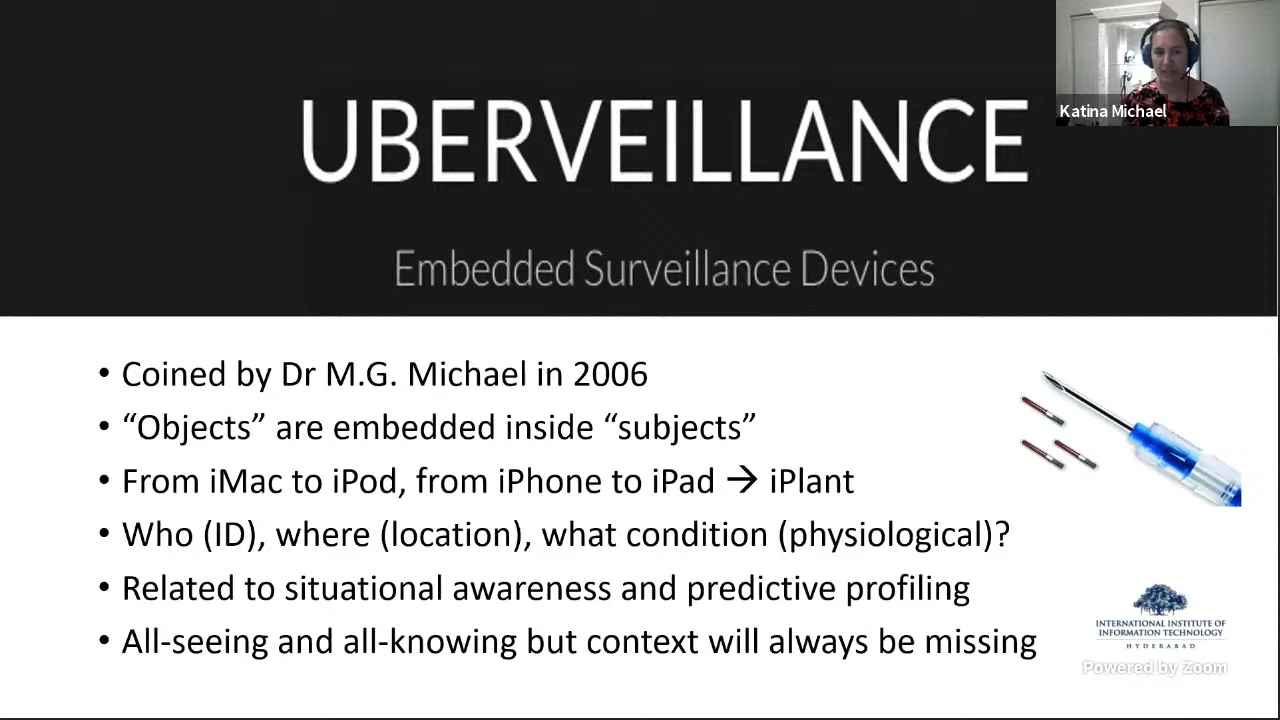 UBERVEILLANCE
Katina Michael
Embedded Surveillance Devices
• Coined by Dr M.G. Michael in 2006
• “Objects” are embedded inside “subjects”
• From iMac to iPod, from iPhone to iPad → iPlant
• Who (ID), where (location), what condition (physiological)?
• Related to situational awareness and predictive profiling
• All-seeing and all-knowing but context will always be missing
INTERNATIONAL INSTITUTE OF
INFORMATION TECHNOLOGY
HYDERABAD
Powered by Zoom